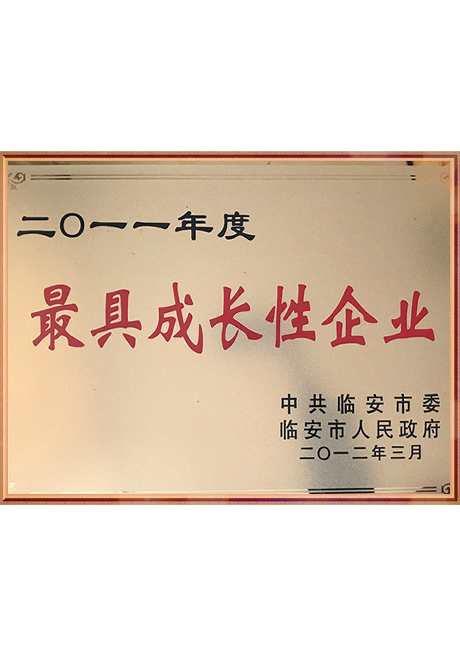 二〇一一年度
最具成长性企业
中共临安市委
临安市人民政府
二〇一二年三月